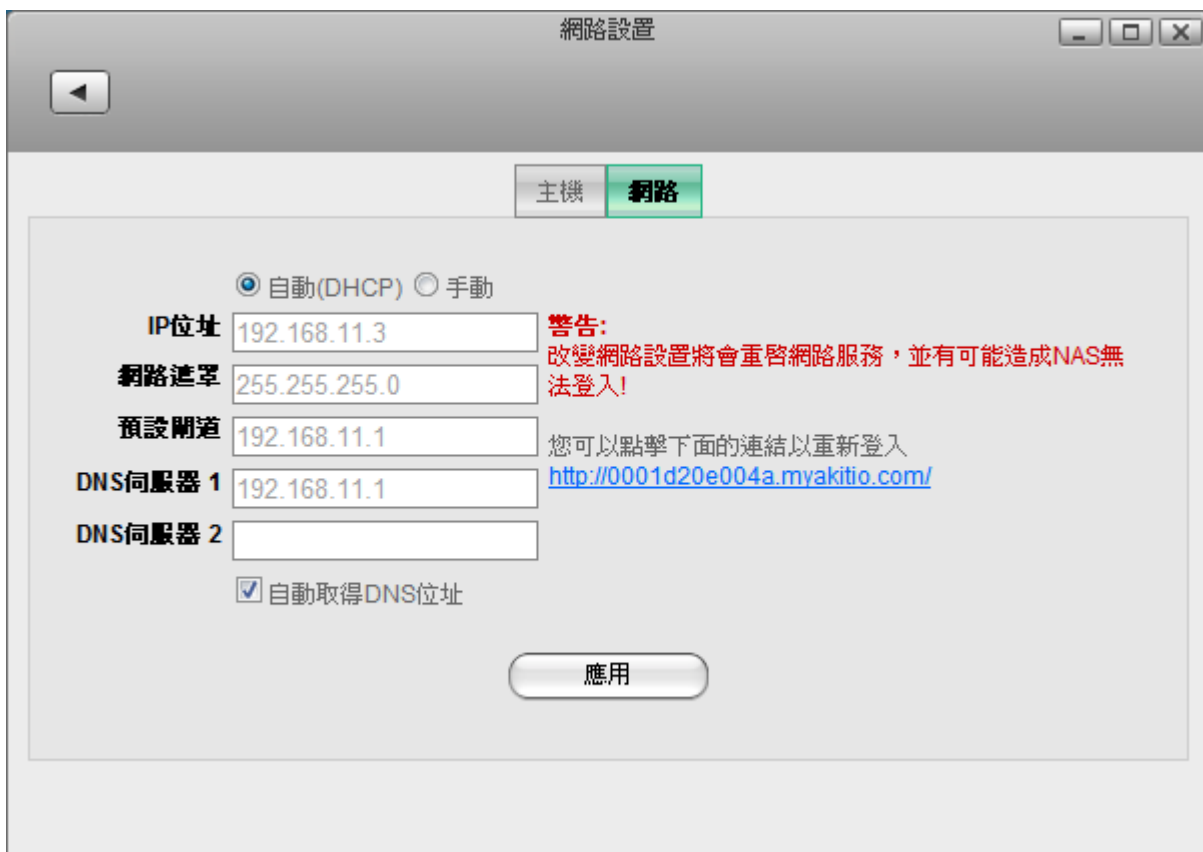 網路設置
主機 網路
自動(DHCP) 手動
IP位址 192.168.11.3
網路遮罩 255.255.255.0
預設閘道 192.168.11.1
DNS伺服器 1 192.168.11.1
DNS伺服器 2
自動取得DNS位址
警告:
改變網路設置將會重啓網路服務，並有可能造成NAS無
法登入!
您可以點擊下面的連結以重新登入
http://0001d20e004a.myakitio.com/
應用